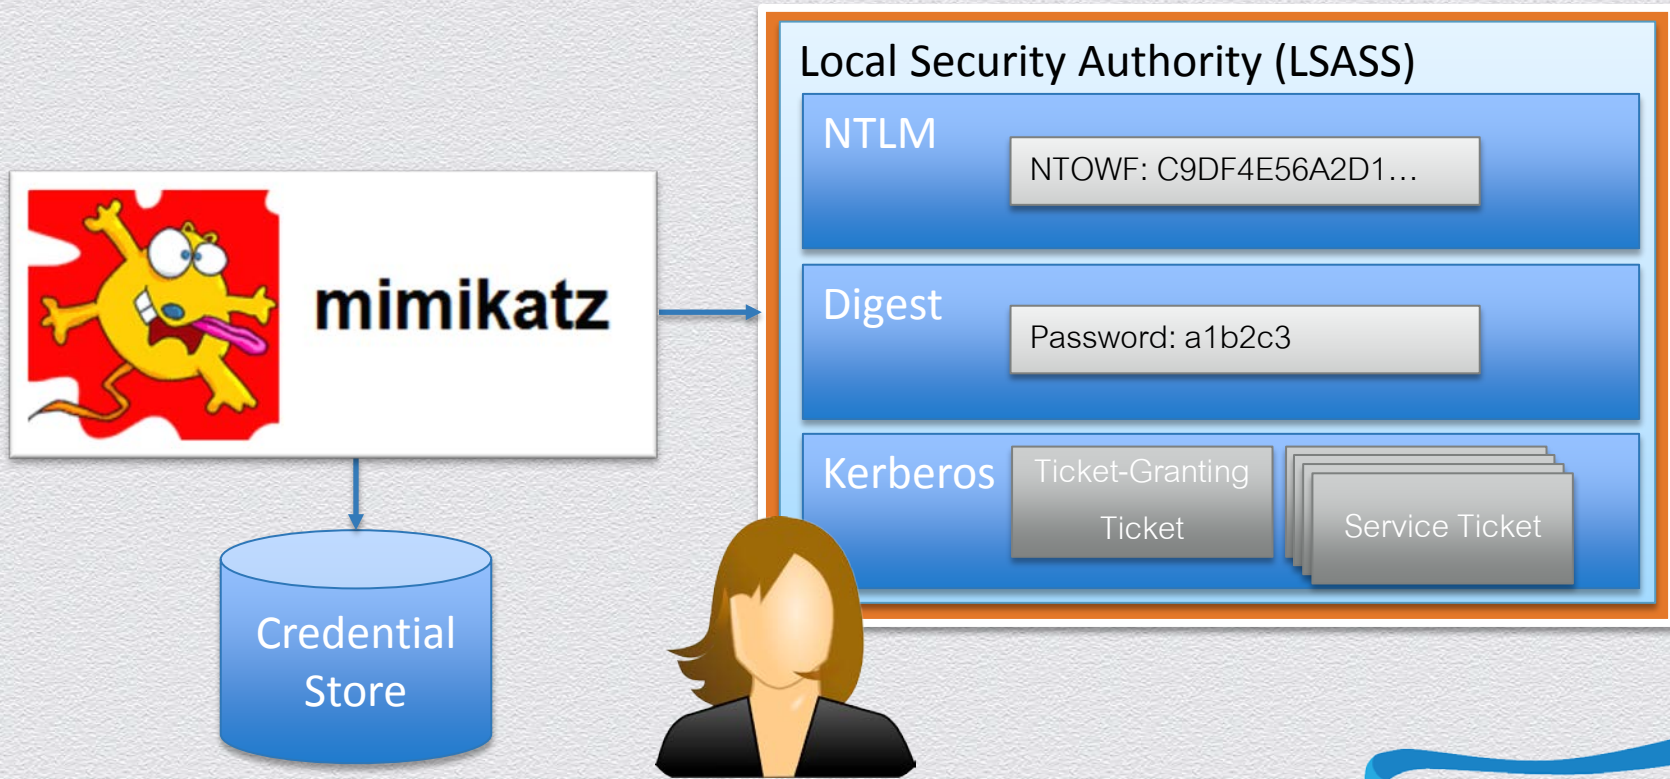 Local Security Authority (LSASS)
NTLM
NTOWF: C9DF4E56A2D1...
mimikatz
Digest
Password: a1b2c3
Kerberos
Ticket-Granting
Ticket
Service Ticket
Credential
Store